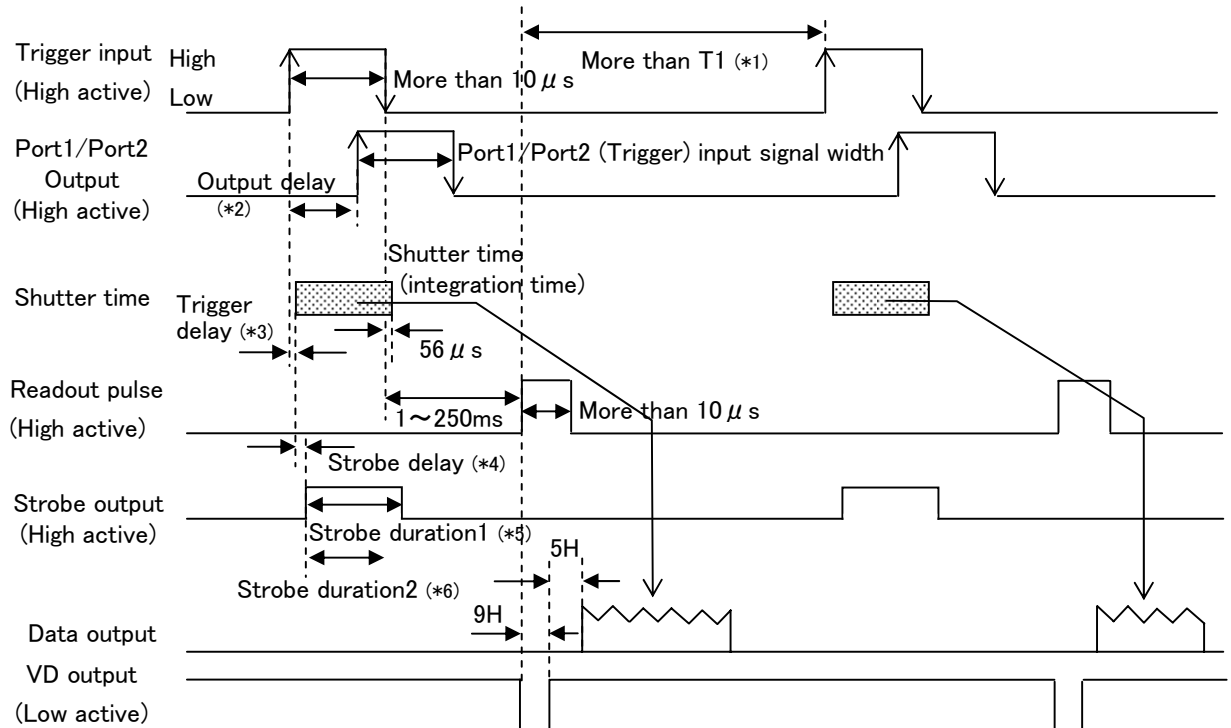 Trigger input
(High active)
High
Low
More than 10μs
More than T1 (*1)
Port1/Port2
Output
(High active)
Output delay
(*2)
Port1/Port2 (Trigger) input signal width
Shutter time
Shutter time
(integration time)
Trigger
delay (*3)
56μs
Readout pulse
(High active)
1～250ms
More than 10μs
Strobe delay (*4)
Strobe output
(High active)
Strobe duration1 (*5)
Strobe duration2 (*6)
5H
9H
Data output
VD output
(Low active)